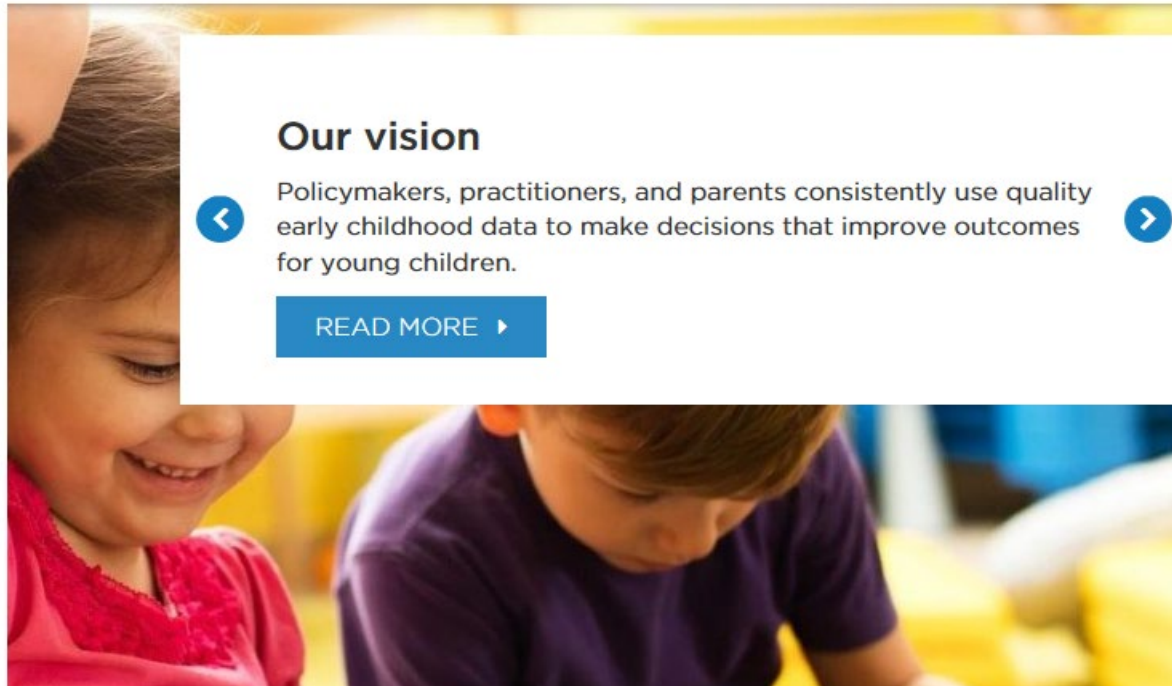 Our vision
Policymakers, practitioners, and parents consistently use quality
early childhood data to make decisions that improve outcomes
for young children.
READ MORE